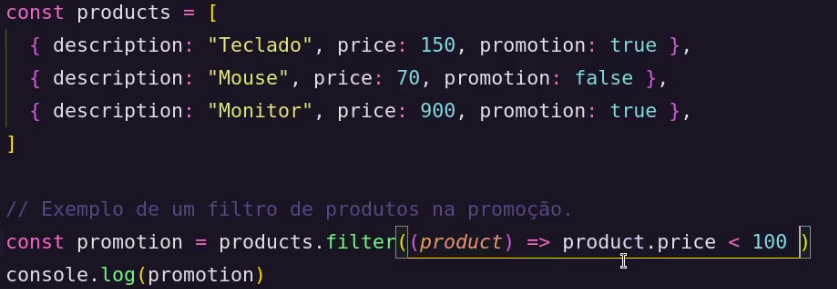 const products = [
  { description: "Teclado", price: 150, promotion: true },
  { description: "Mouse", price: 70, promotion: false },
  { description: "Monitor", price: 900, promotion: true },
]
// Exemplo de um filtro de produtos na promoção.
const promotion = products.filter((product) => product.price < 100 )
console.log(promotion)